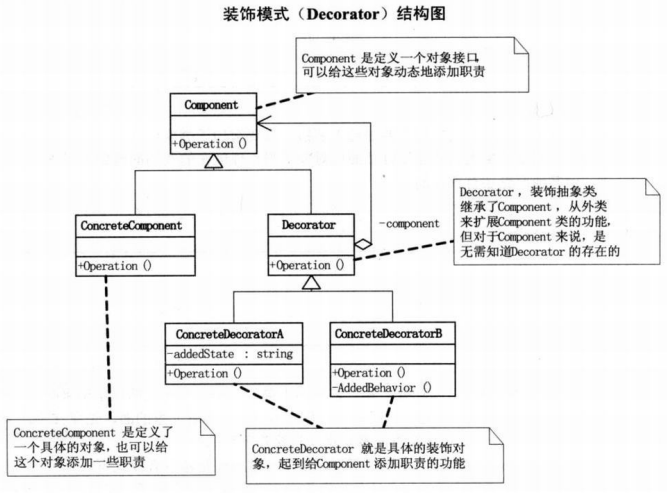 装饰模式（Decorator）结构图
Component 是定义一个对象接口,
可以给这些对象动态地添加职责
Component
+Operation ()
Decorator , 装饰抽象类,
继承了Component , 从外类
来扩展Component 类的功能,
但对于Component 来说, 是
无需知道Decorator 的存在的
ConcreteComponent
+Operation ()
Decorator
+Operation ()
-component
ConcreteDecoratorA
-addedState : string
+Operation ()
ConcreteDecoratorB
+Operation ()
-AddedBehavior ()
ConcreteComponent 是定义了
一个具体的对象, 也可以给
这个对象添加一些职责
ConcreteDecorator 就是具体的装饰对
象, 起到给Component 添加职责的功能